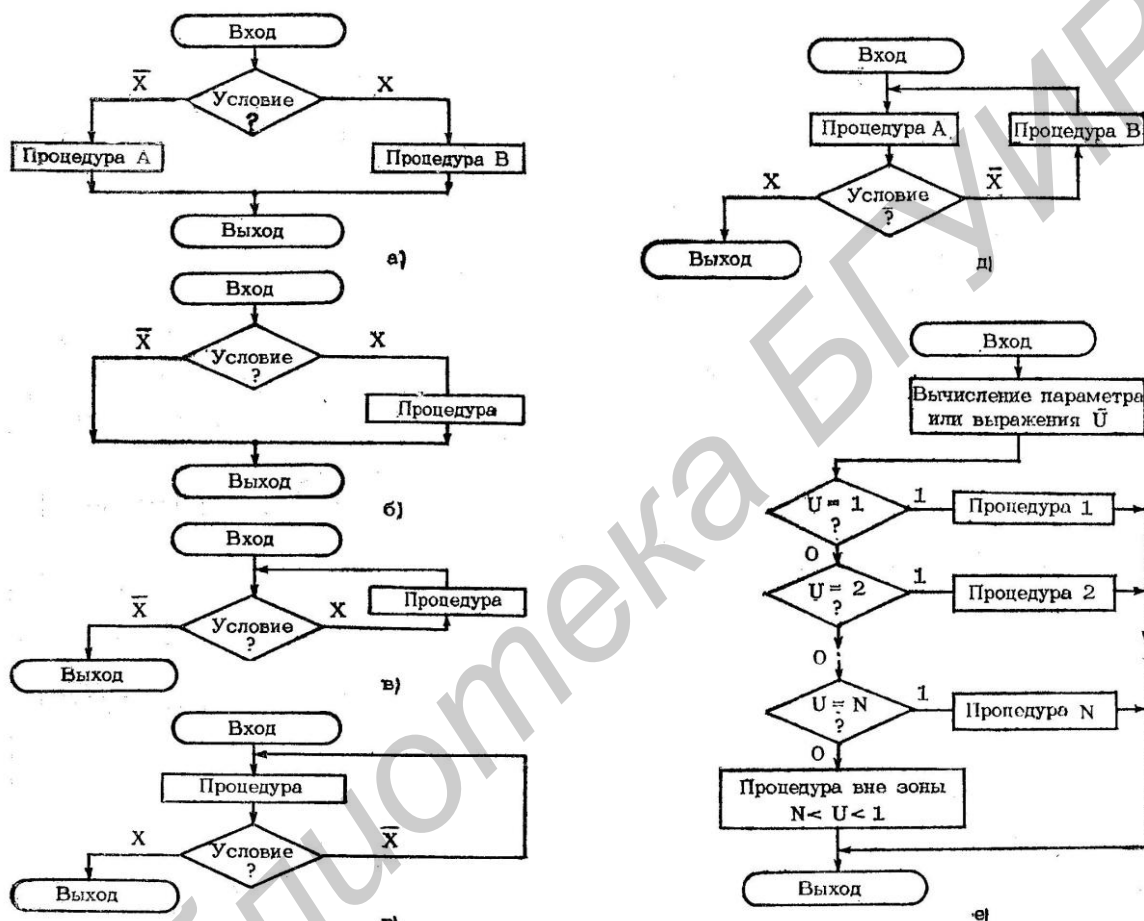 Вход
X̄
X
Условие
?
Процедура А
Процедура В
Выход
а)
Вход
X̄
X
Условие
?
Процедура
Выход
б)
Вход
Процедура
X̄
Условие
X
?
Выход
в)
Вход
Процедура
X
Условие
X̄
?
Выход
Вход
Процедура А
Процедура В
X
Условие
X̄
?
Выход
д)
Вход
Вычисление параметра
или выражения Ū
U = 1
?
1
Процедура 1
0
U = 2
?
1
Процедура 2
0
U = N
?
1
Процедура N
0
Процедура вне зоны
N < U < 1
Выход
е)
лиотека БГУИР